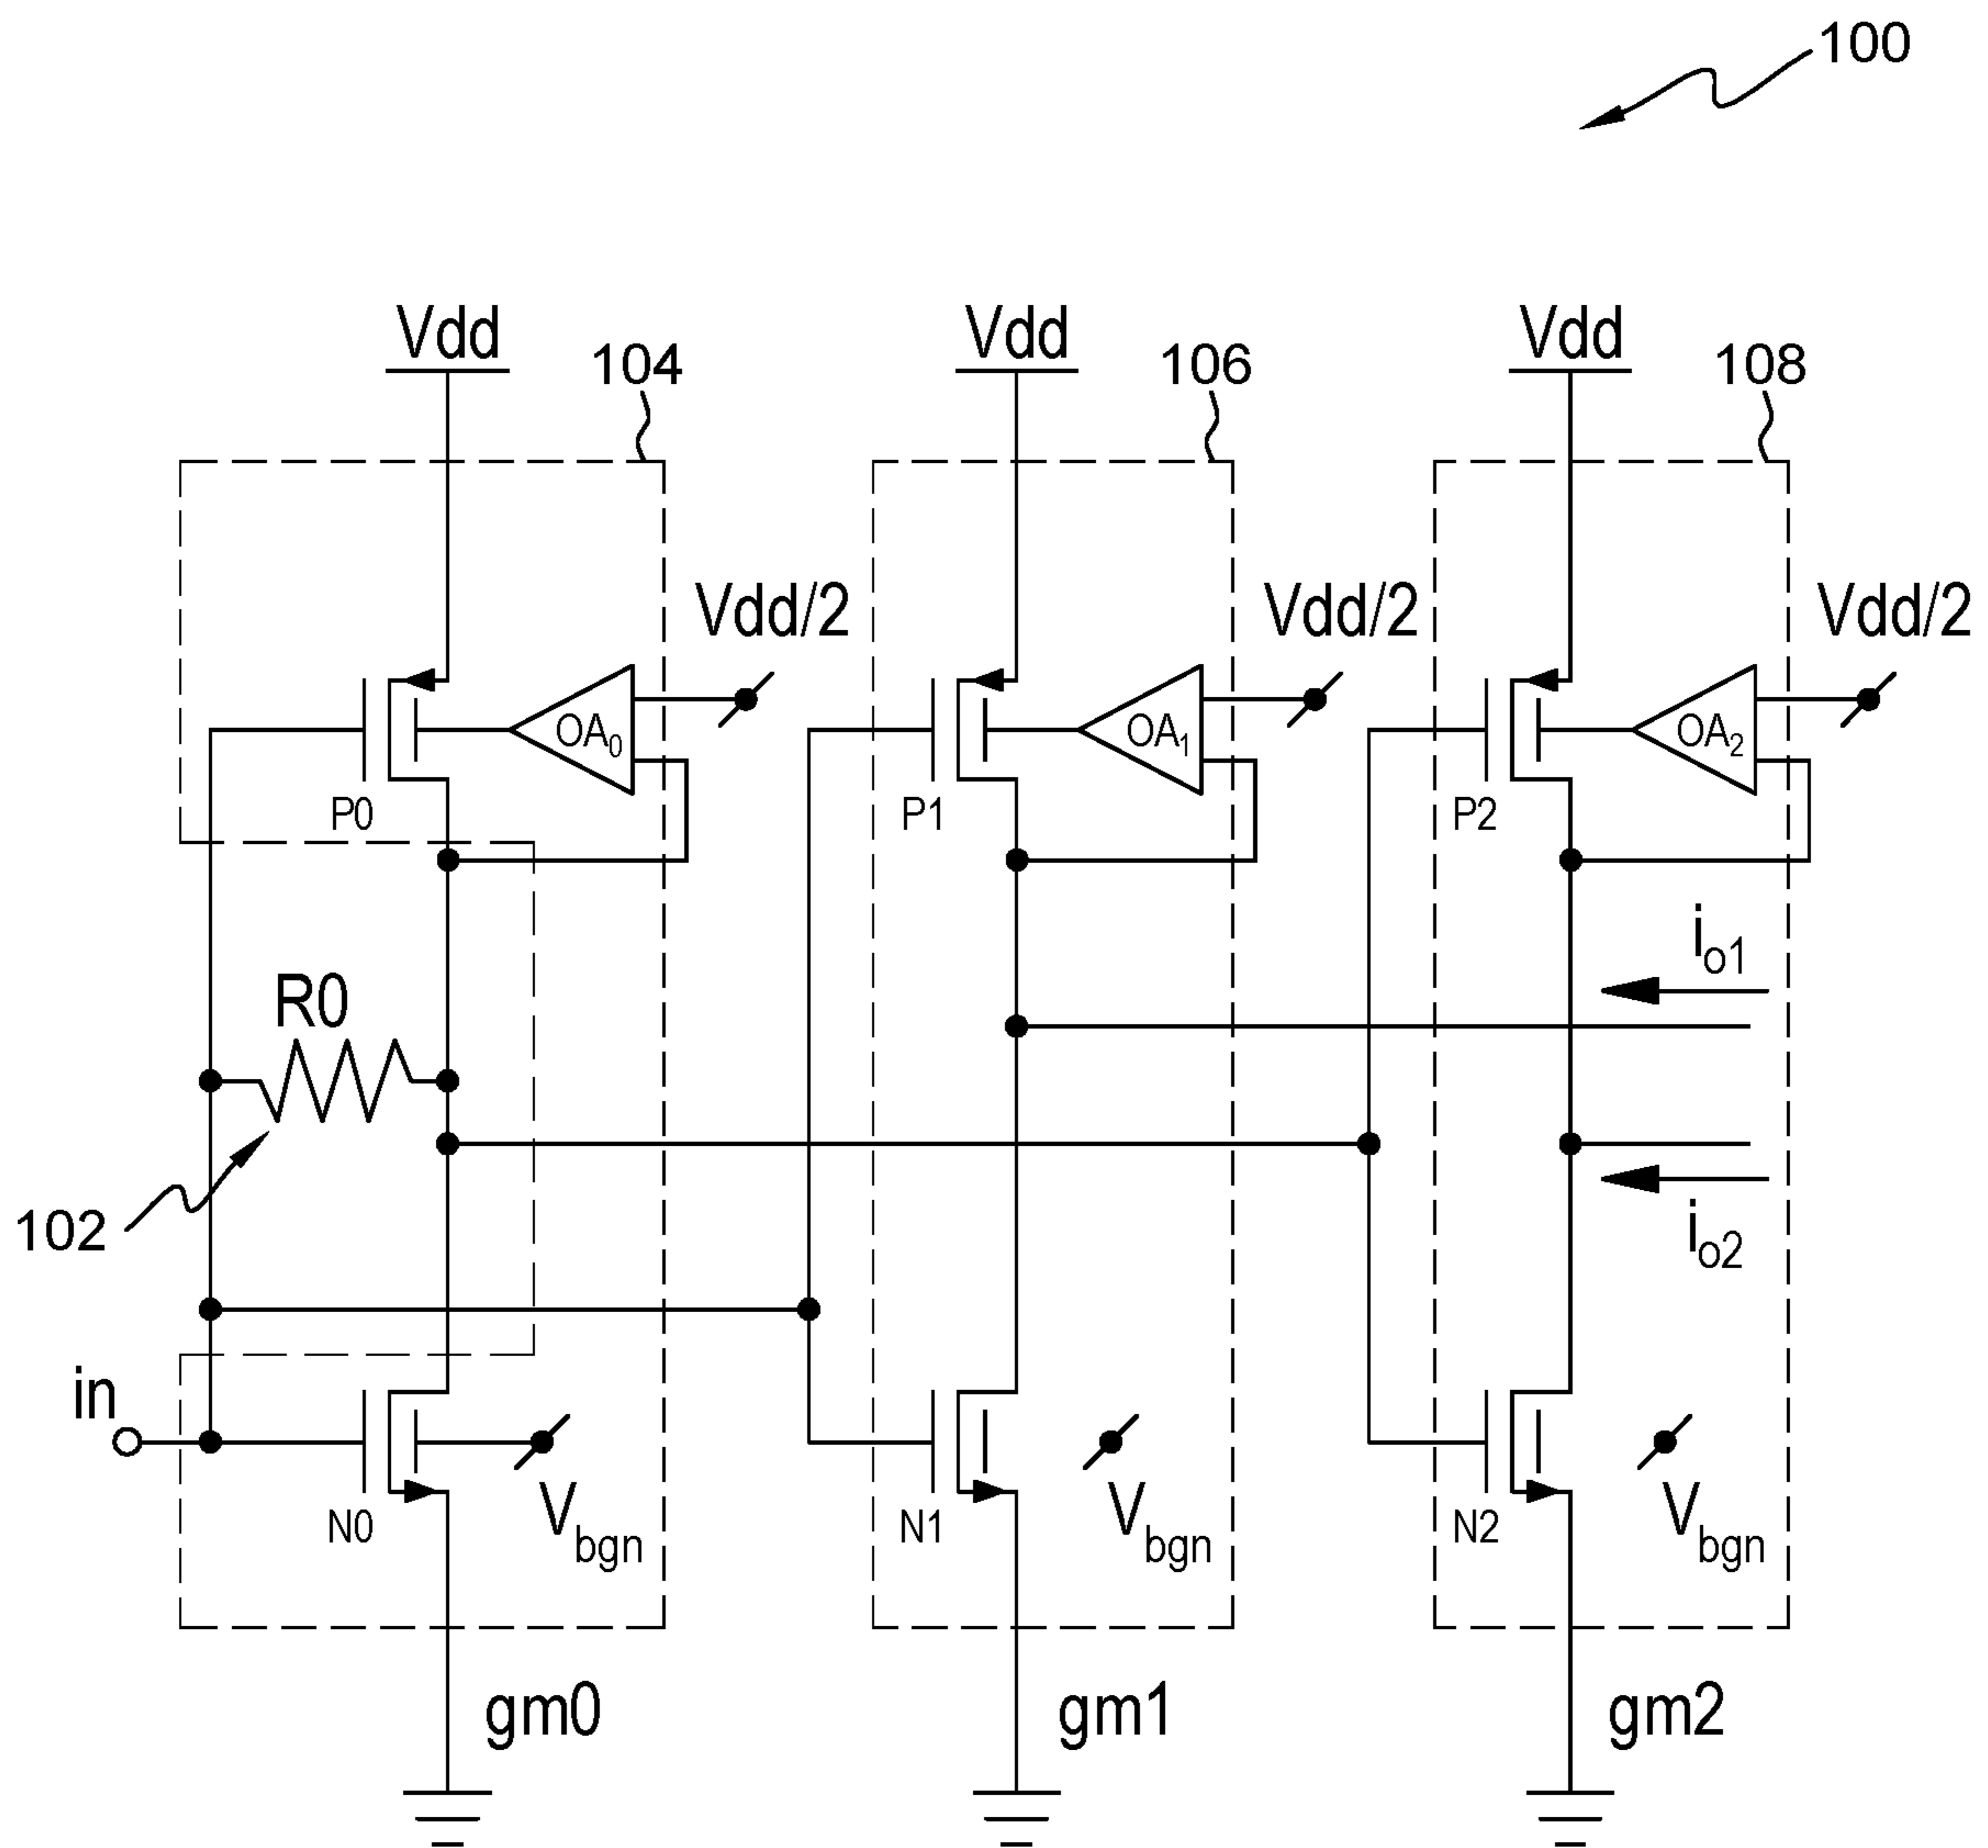 100
Vdd
Vdd
Vdd
104
106
108
Vdd/2
Vdd/2
Vdd/2
OA0
OA1
OA2
P0
P1
P2
io1
R0
102
io2
in
N0
Vbgn
N1
Vbgn
N2
Vbgn
gm0
gm1
gm2